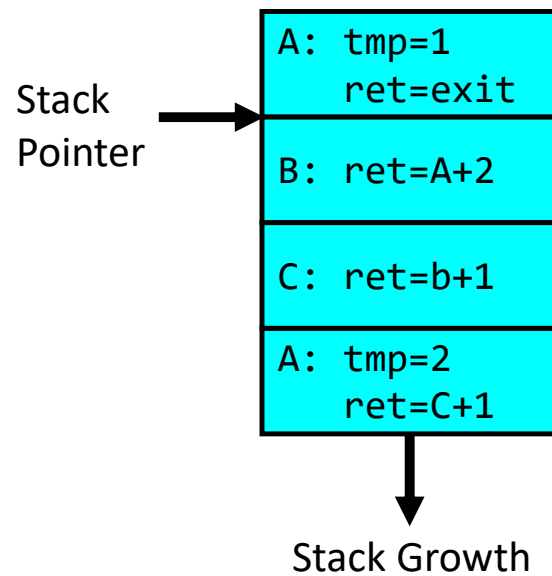 A: tmp=1
ret=exit
Stack
Pointer
B: ret=A+2
C: ret=b+1
A: tmp=2
ret=C+1
Stack Growth